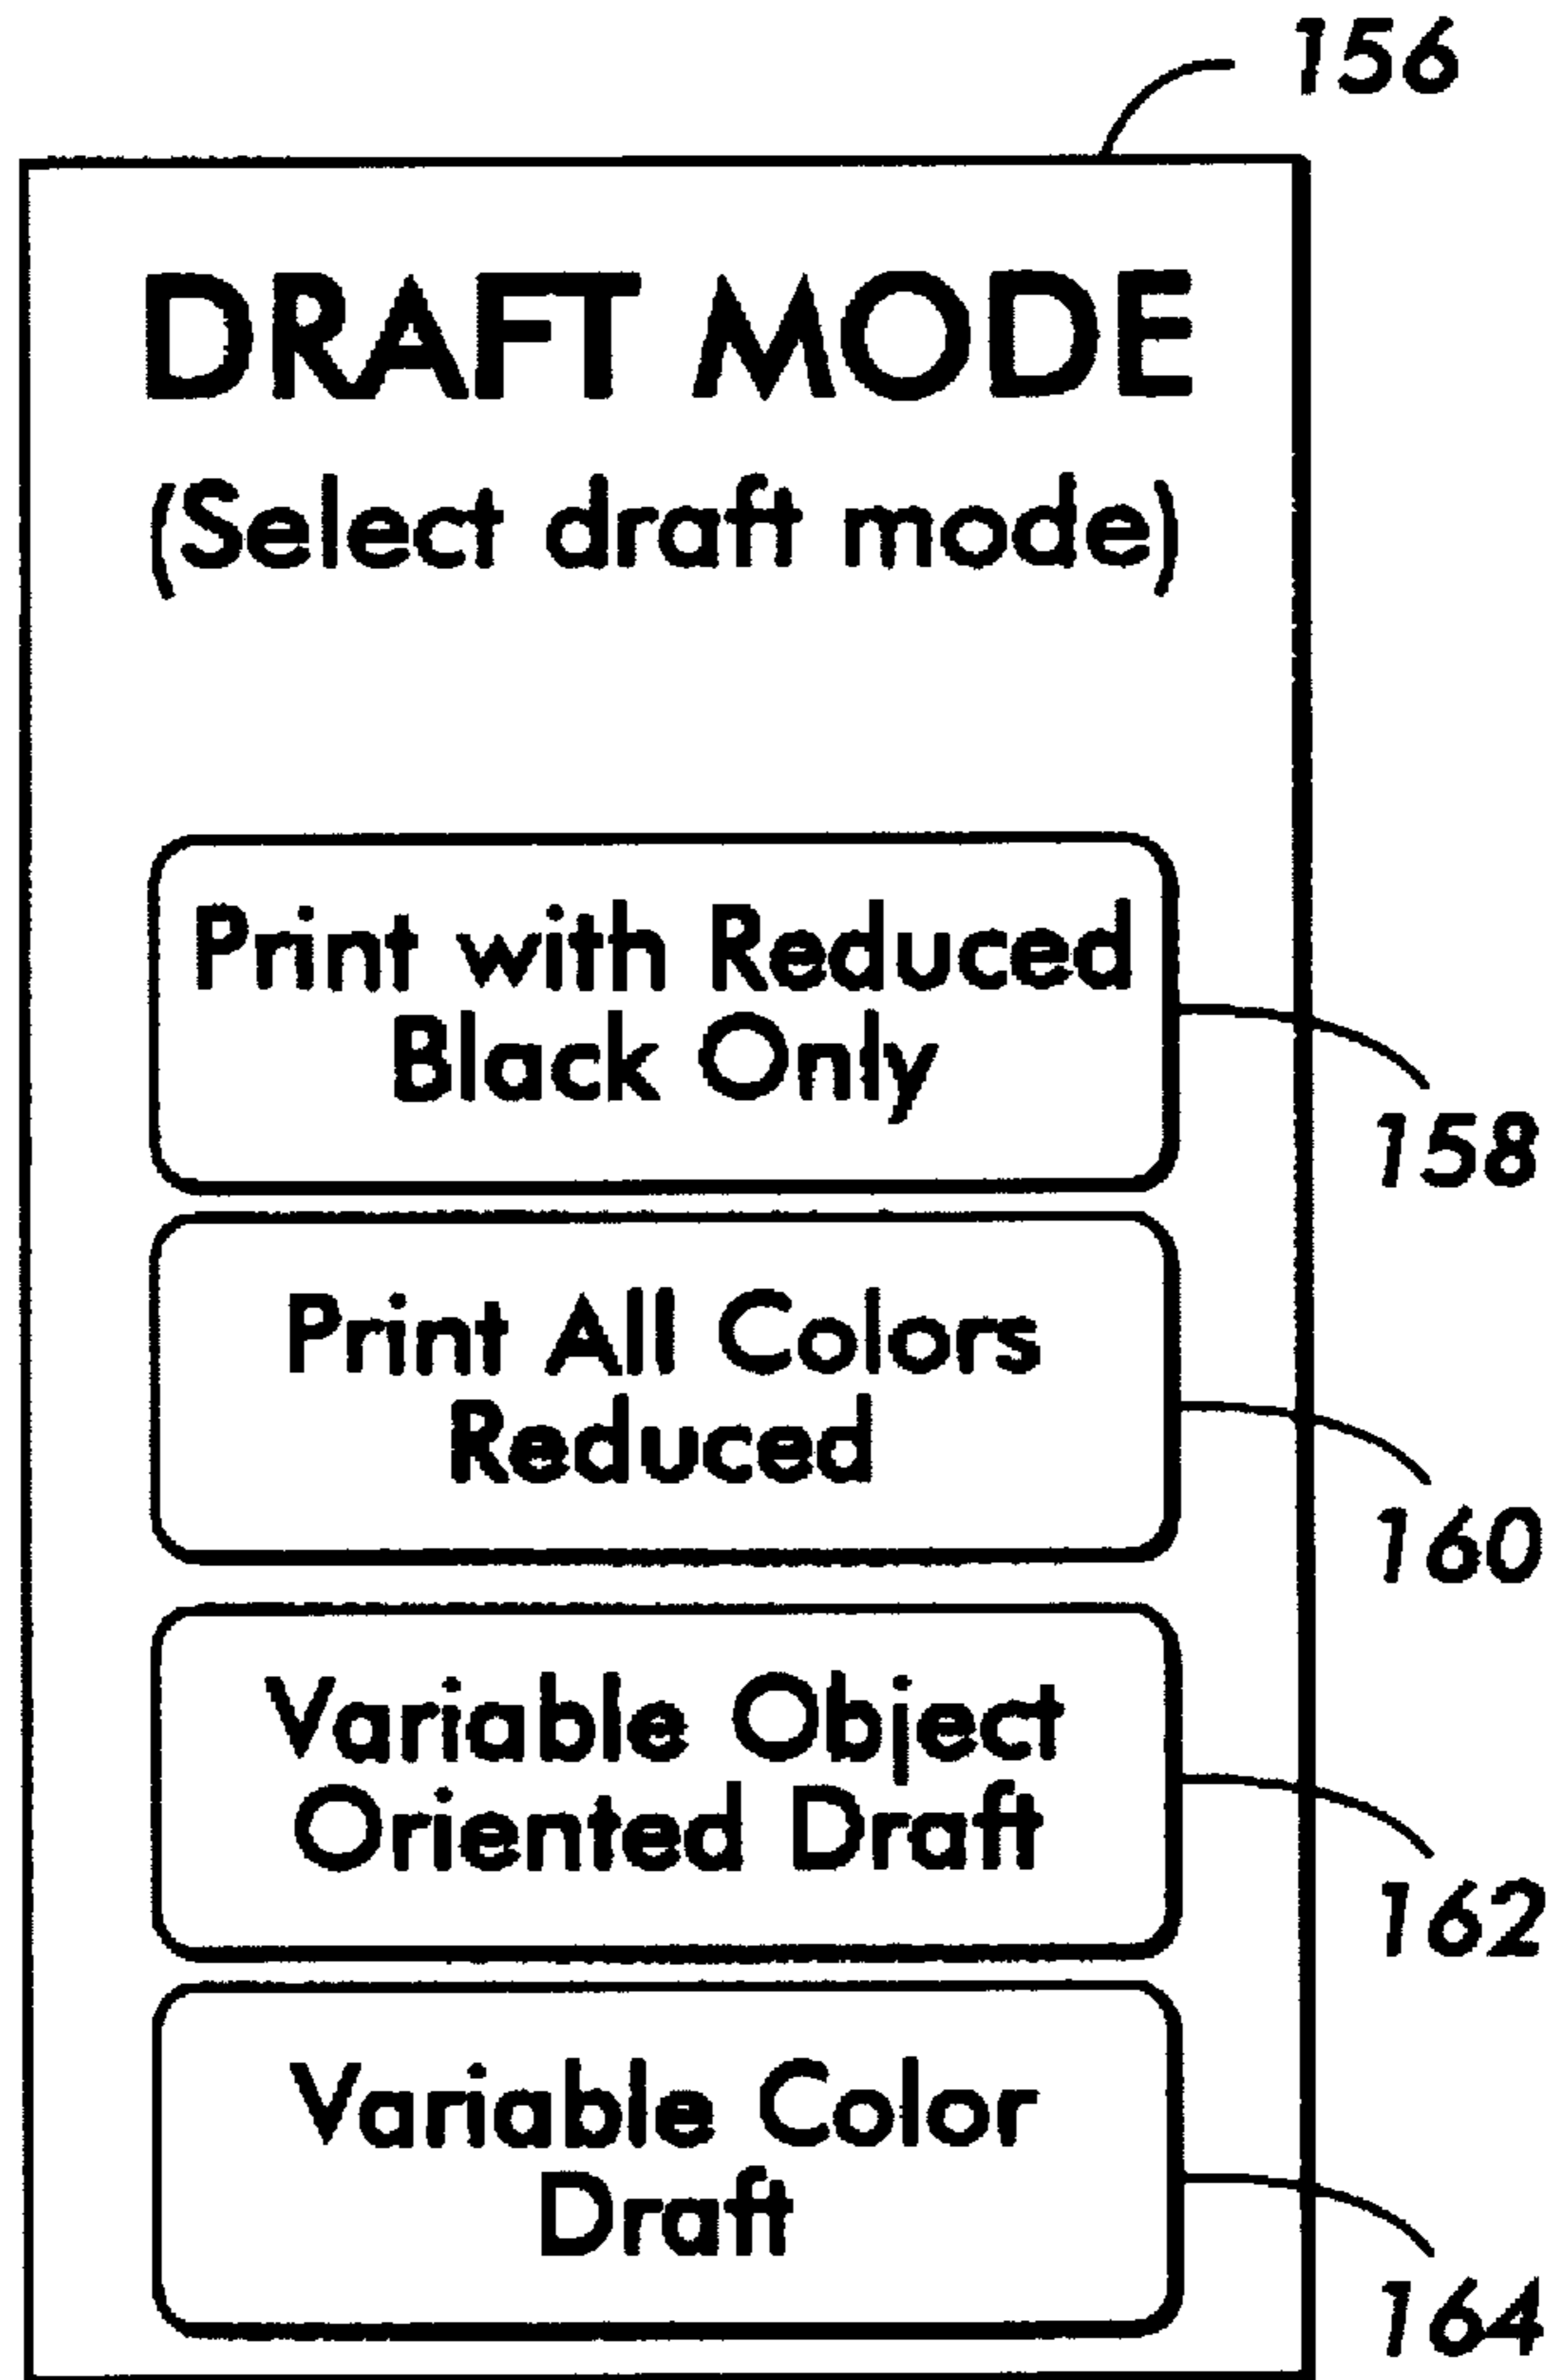 156
DRAFT MODE
(Select draft mode)
Print with Reduced
Black Only
158
Print All Colors
Reduced
160
Variable Object
Oriented Draft
162
Variable Color
Draft
164